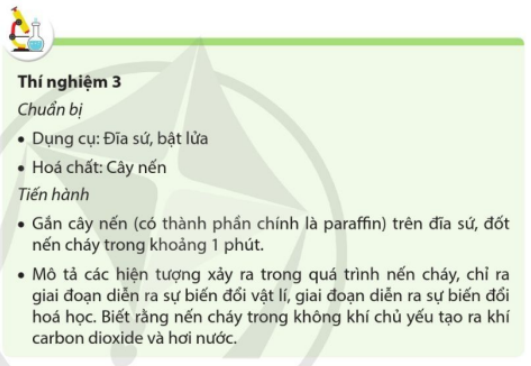 Thí nghiệm 3
Chuẩn bị
• Dụng cụ: Đĩa sứ, bật lửa
• Hoá chất: Cây nến
Tiến hành
• Gắn cây nến (có thành phần chính là paraffin) trên đĩa sứ, đốt
nến cháy trong khoảng 1 phút.
• Mô tả các hiện tượng xảy ra trong quá trình nến cháy, chỉ ra
giai đoạn diễn ra sự biến đổi vật lí, giai đoạn diễn ra sự biến đổi
hoá học. Biết rằng nến cháy trong không khí chủ yếu tạo ra khí
carbon dioxide và hơi nước.